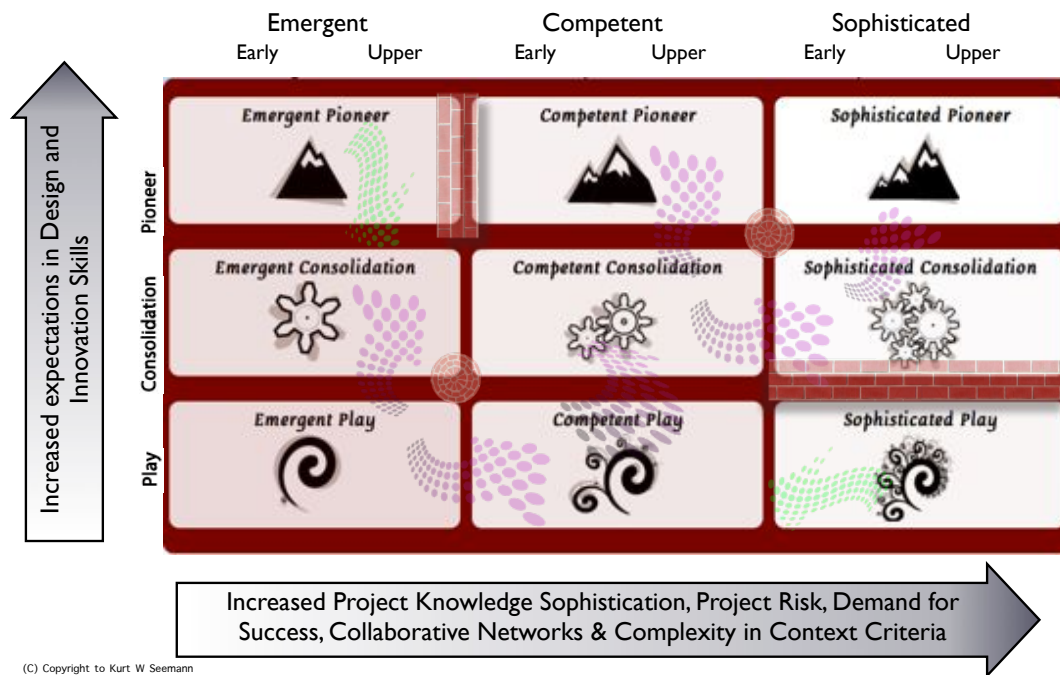 Emergent Competent Sophisticated
Early Upper Early Upper Early Upper
Increased expectations in Design and
Innovation Skills
Pioneer
Emergent Pioneer Competent Pioneer Sophisticated Pioneer
Consolidation
Emergent Consolidation Competent Consolidation Sophisticated Consolidation
Play
Emergent Play Competent Play Sophisticated Play
Increased Project Knowledge Sophistication, Project Risk, Demand for
Success, Collaborative Networks & Complexity in Context Criteria
(C) Copyright to Kurt W Seemann